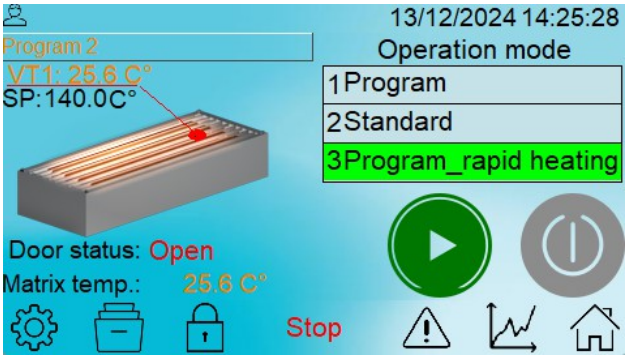 13/12/2024 14:25:28
Program 2
Operation mode
VT1: 25.6 C°
SP:140.0C°
1Program
2Standard
3Program_rapid heating
Door status: Open
Matrix temp.: 25.6 C°
Stop